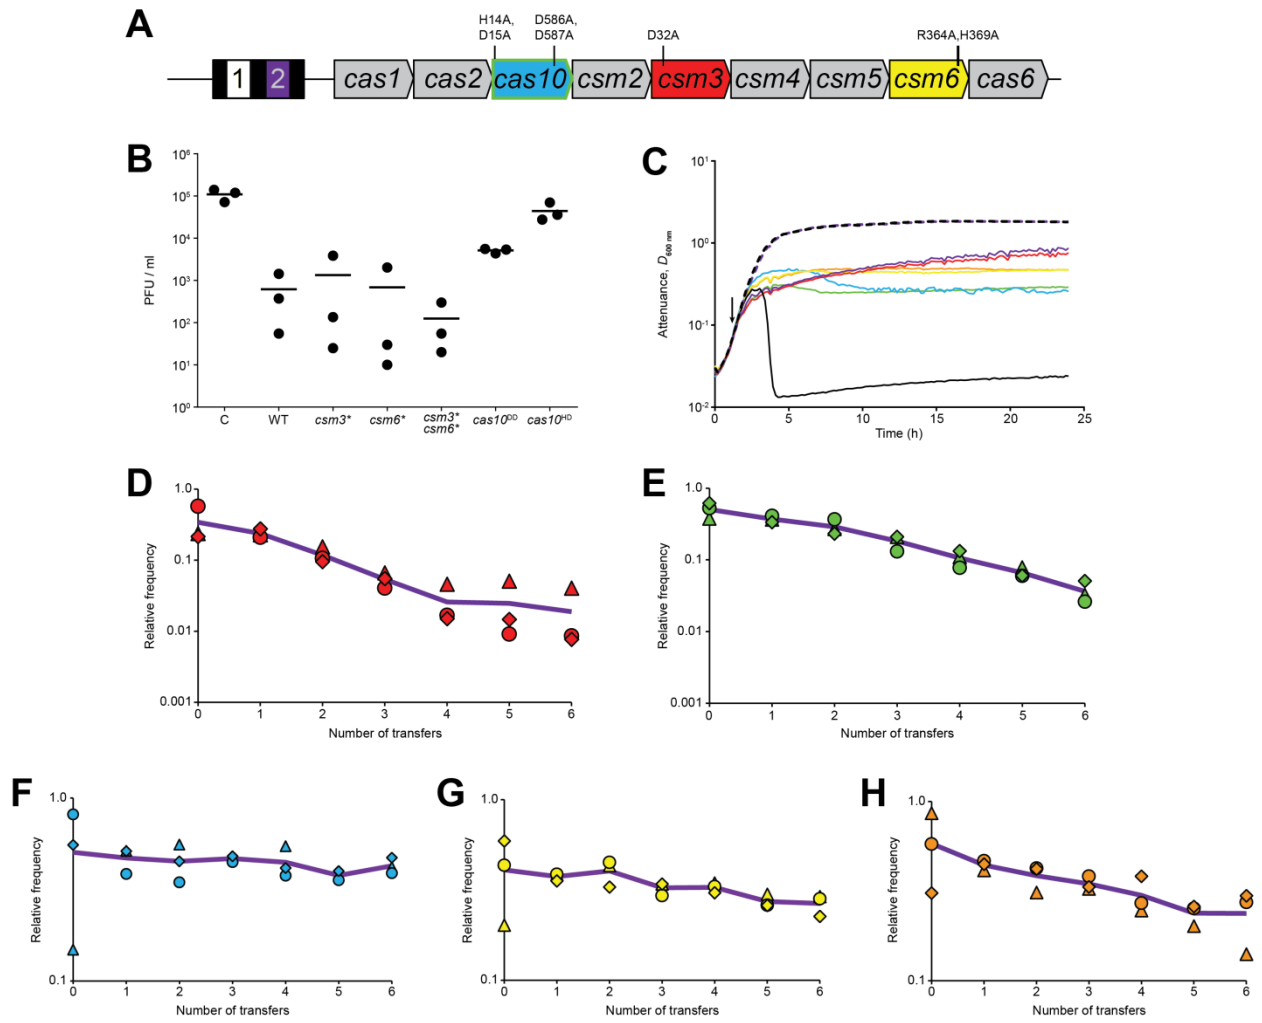 A
H14A,
D15A
D586A,
D587A
D32A
R364A,H369A
1 2 cas1 cas2 cas10 csm2 csm3 csm4 csm5 csm6 cas6
B
PFU / ml
10⁶
10⁵
10⁴
10³
10²
10¹
10⁰
C WT csm3* csm6* csm3* csm6* cas10ᴰᴰ cas10ᴴᴰ
C
Attenuance, D600 nm
10¹
10⁰
10⁻¹
10⁻²
0 5 10 15 20 25
Time (h)
D
Relative frequency
1.0
0.1
0.01
0.001
0 1 2 3 4 5 6
Number of transfers
E
Relative frequency
1.0
0.1
0.01
0.001
0 1 2 3 4 5 6
Number of transfers
F
Relative frequency
1.0
0.1
0 1 2 3 4 5 6
Number of transfers
G
Relative frequency
1.0
0.1
0 1 2 3 4 5 6
Number of transfers
H
Relative frequency
1.0
0.1
0 1 2 3 4 5 6
Number of transfers